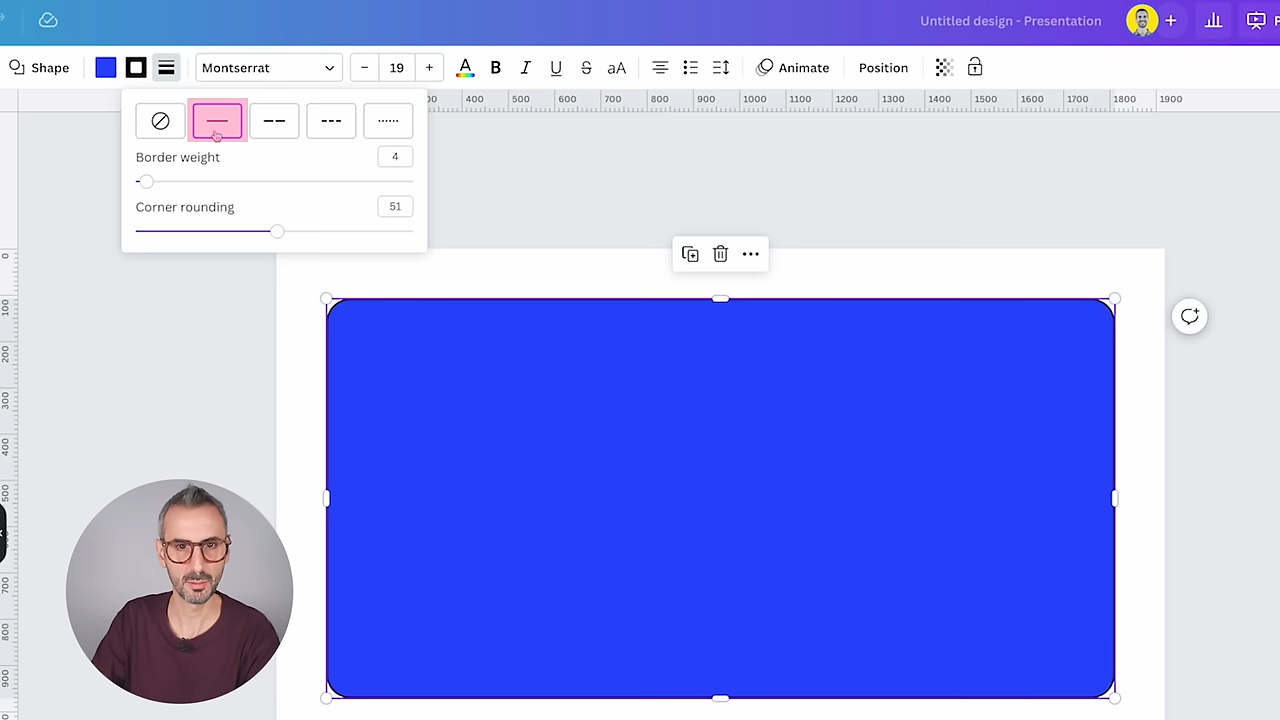 Untitled design - Presentation
Shape
Montserrat
− 19 +
A B I U S aA
Animate
Position
400 500 600 700 800 900 1000 1100 1200 1300 1400 1500 1600 1700 1800 1900
Border weight 4
Corner rounding 51
0
100
200
300
400
500
700
800
900